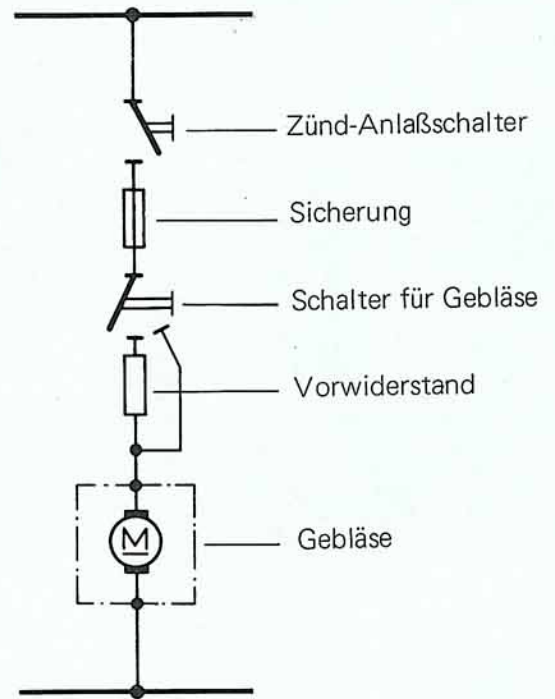 Zünd-Anlaßschalter
Sicherung
Schalter für Gebläse
Vorwiderstand
M
Gebläse